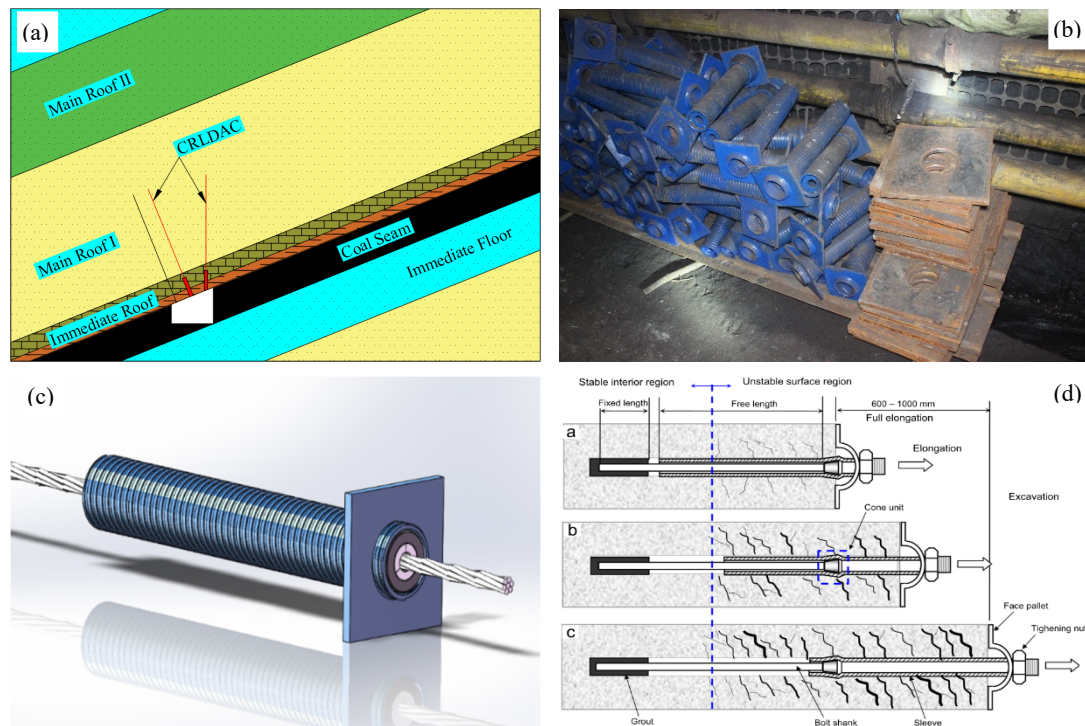 (a)
Main Roof II
CRLDAC
Main Roof I
Coal Seam
Immediate Floor
Immediate Roof
(b)
(c)
(d)
Stable interior region
Unstable surface region
Fixed length
Free length
600 – 1000 mm
Full elongation
a
Elongation
Excavation
Cone unit
b
Face pallet
Tighening nut
c
Grout
Bolt shank
Sleeve